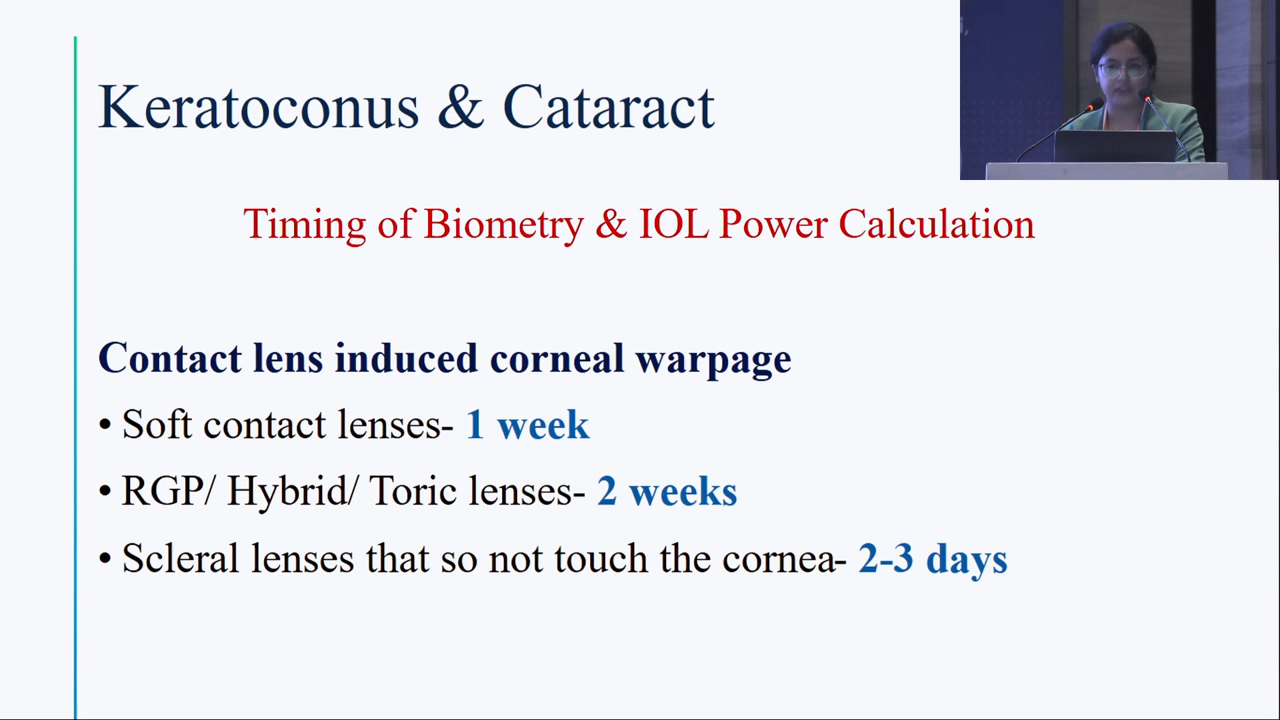 Keratoconus & Cataract
Timing of Biometry & IOL Power Calculation
Contact lens induced corneal warpage
• Soft contact lenses- 1 week
• RGP/ Hybrid/ Toric lenses- 2 weeks
• Scleral lenses that so not touch the cornea- 2-3 days